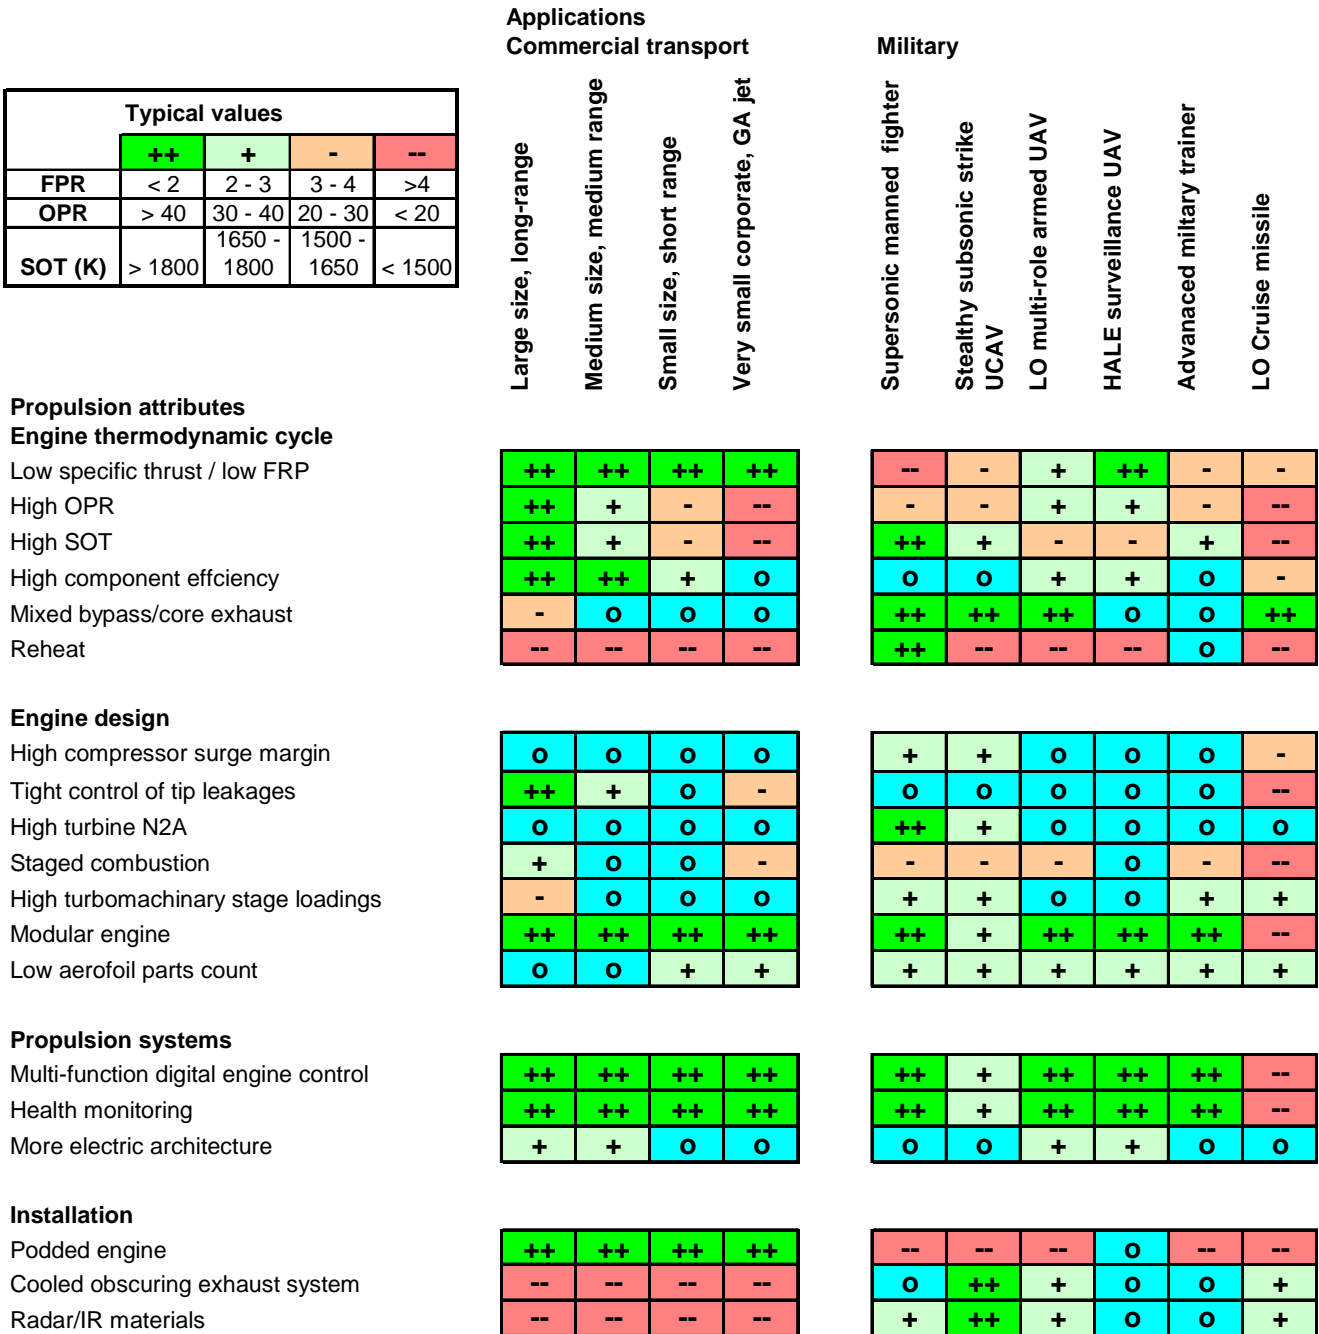 Applications
Commercial transport Military
Large size, long-range
Medium size, medium range
Small size, short range
Very small corporate, GA jet
Supersonic manned fighter
Stealthy subsonic strike
UCAV
LO multi-role armed UAV
HALE surveillance UAV
Advanaced miltary trainer
LO Cruise missile
Typical values
++ + - --
FPR < 2 2 - 3 3 - 4 >4
OPR > 40 30 - 40 20 - 30 < 20
SOT (K) > 1800 1650 - 1800 1500 - 1650 < 1500
Propulsion attributes
Engine thermodynamic cycle
Low specific thrust / low FRP ++ ++ ++ ++ -- - + ++ - -
High OPR ++ + - -- - - + + - --
High SOT ++ + - -- ++ + - - + --
High component effciency ++ ++ + o o o + + o -
Mixed bypass/core exhaust - o o o ++ ++ ++ o o ++
Reheat -- -- -- -- ++ -- -- -- o --
Engine design
High compressor surge margin o o o o + + o o o -
Tight control of tip leakages ++ + o - o o o o o --
High turbine N2A o o o o ++ + o o o o
Staged combustion + o o - - - - o - --
High turbomachinary stage loadings - o o o + + o o + +
Modular engine ++ ++ ++ ++ ++ + ++ ++ ++ --
Low aerofoil parts count o o + + + + + + + +
Propulsion systems
Multi-function digital engine control ++ ++ ++ ++ ++ + ++ ++ ++ --
Health monitoring ++ ++ ++ ++ ++ + ++ ++ ++ --
More electric architecture + + o o o o + + o o
Installation
Podded engine ++ ++ ++ ++ -- -- -- o -- --
Cooled obscuring exhaust system -- -- -- -- o ++ + o o +
Radar/IR materials -- -- -- -- + ++ + o o +